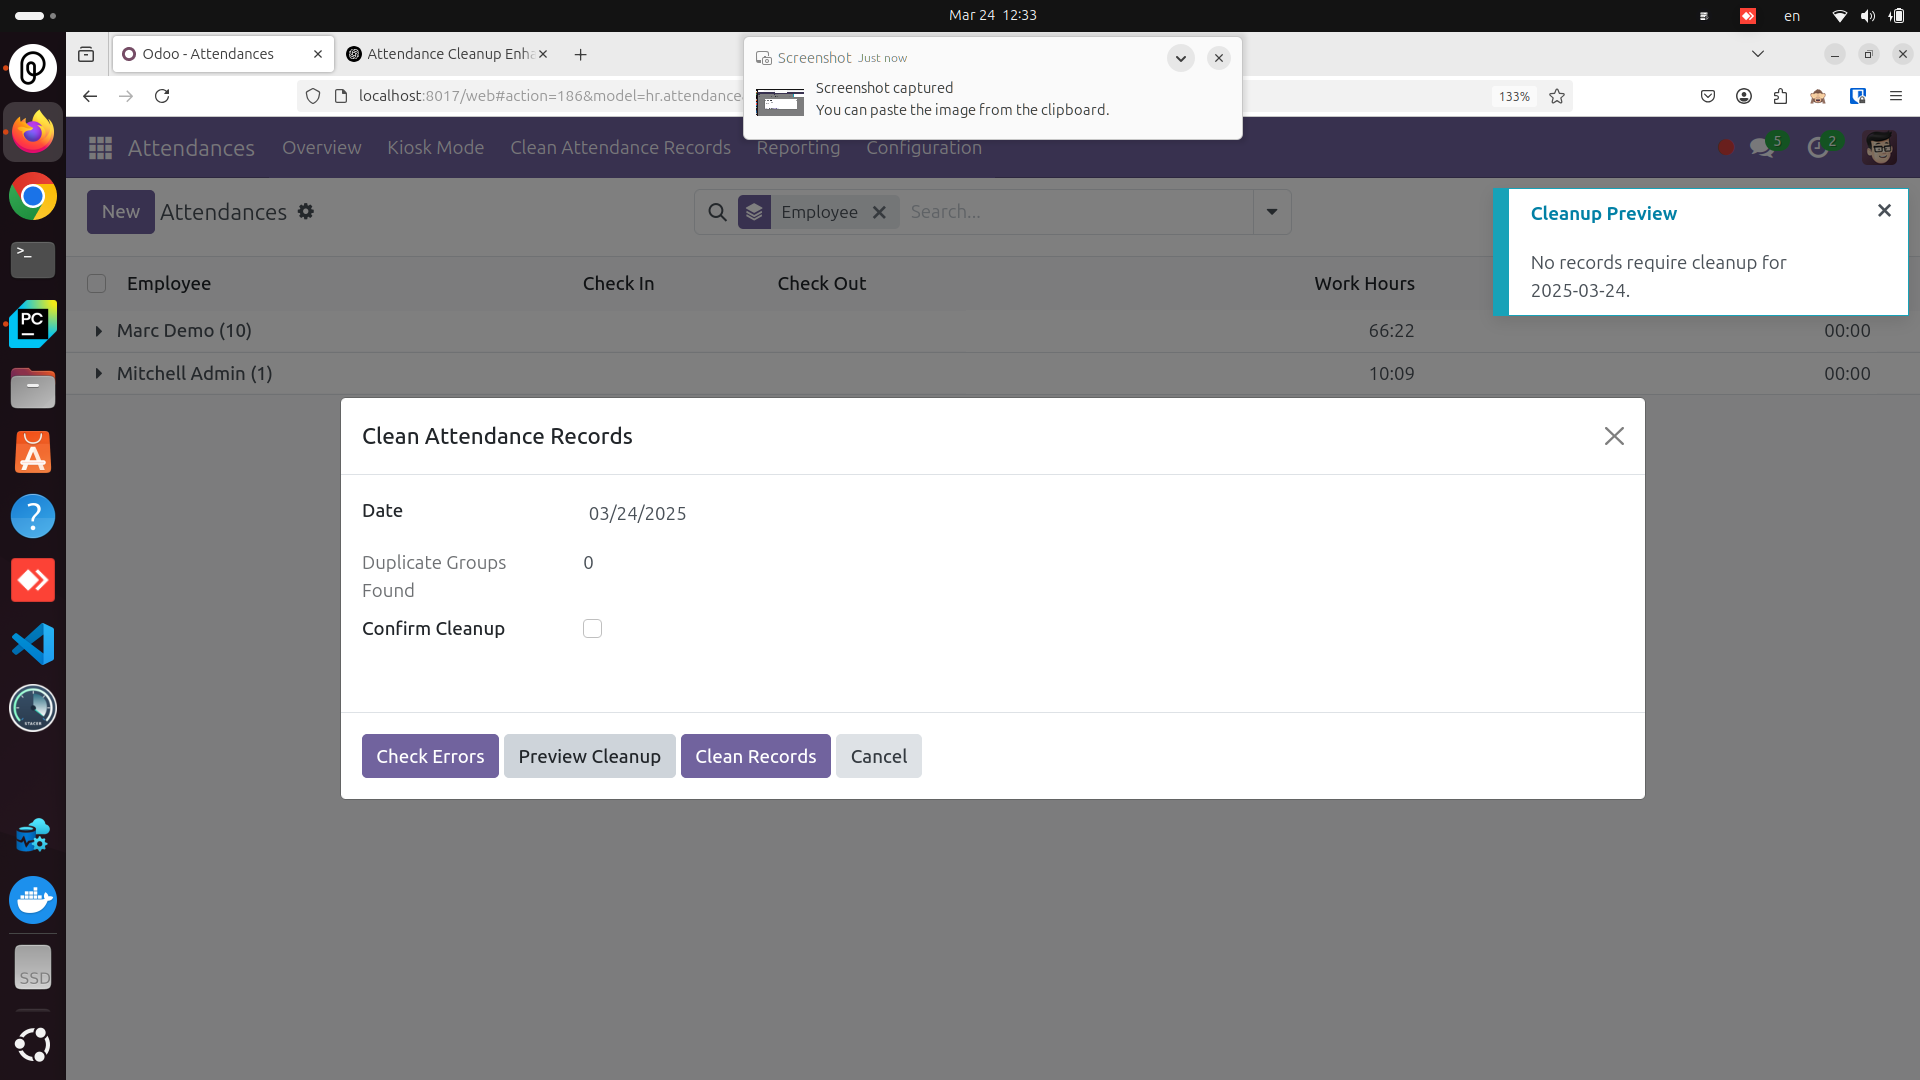 Mar 24 12:33
en
Odoo - Attendances
Attendance Cleanup Enha
Screenshot Just now
Screenshot captured
You can paste the image from the clipboard.
localhost:8017/web#action=186&model=hr.attendance
133%
Attendances
Overview
Kiosk Mode
Clean Attendance Records
Reporting
Configuration
5
2
New
Attendances
Employee
Search...
Cleanup Preview
No records require cleanup for
2025-03-24.
Employee
Check In
Check Out
Work Hours
Marc Demo (10)
66:22
00:00
Mitchell Admin (1)
10:09
00:00
Clean Attendance Records
Date
03/24/2025
Duplicate Groups
Found
0
Confirm Cleanup
Check Errors
Preview Cleanup
Clean Records
Cancel
>_
PC
?
STACER
SSD